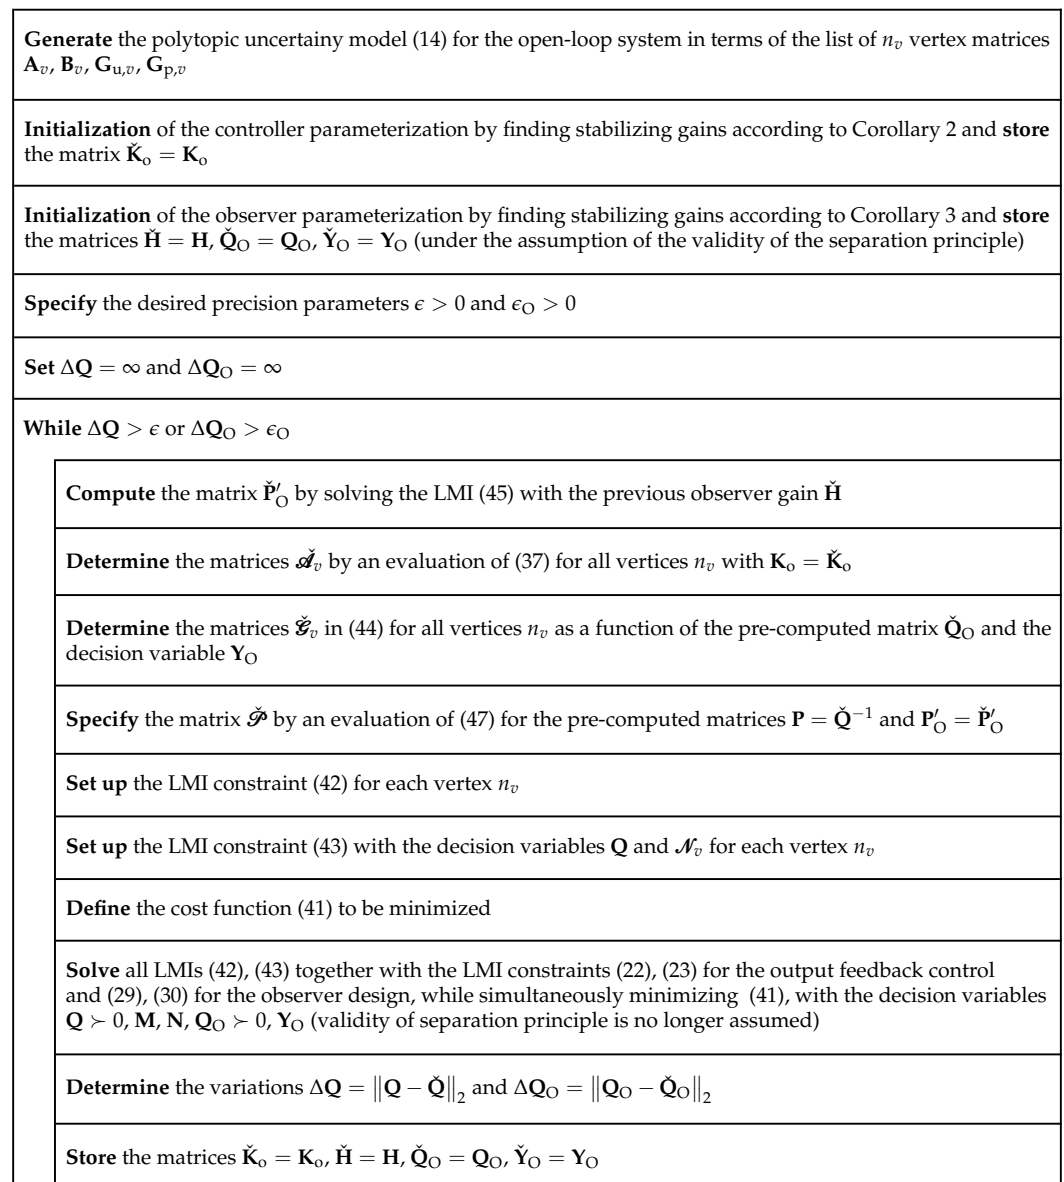 Generate the polytopic uncertainy model (14) for the open-loop system in terms of the list of n_v vertex matrices
A_v, B_v, G_{u,v}, G_{p,v}
Initialization of the controller parameterization by finding stabilizing gains according to Corollary 2 and store
the matrix Ǩ_o = K_o
Initialization of the observer parameterization by finding stabilizing gains according to Corollary 3 and store
the matrices Ȟ = H, Q̌_O = Q_O, Y̌_O = Y_O (under the assumption of the validity of the separation principle)
Specify the desired precision parameters ϵ > 0 and ϵ_O > 0
Set ΔQ = ∞ and ΔQ_O = ∞
While ΔQ > ϵ or ΔQ_O > ϵ_O
Compute the matrix P̌′_O by solving the LMI (45) with the previous observer gain Ȟ
Determine the matrices 𝓐̌_v by an evaluation of (37) for all vertices n_v with K_o = Ǩ_o
Determine the matrices 𝓖̌_v in (44) for all vertices n_v as a function of the pre-computed matrix Q̌_O and the
decision variable Y_O
Specify the matrix 𝓟̌ by an evaluation of (47) for the pre-computed matrices P = Q̌⁻¹ and P′_O = P̌′_O
Set up the LMI constraint (42) for each vertex n_v
Set up the LMI constraint (43) with the decision variables Q and 𝓝_v for each vertex n_v
Define the cost function (41) to be minimized
Solve all LMIs (42), (43) together with the LMI constraints (22), (23) for the output feedback control
and (29), (30) for the observer design, while simultaneously minimizing (41), with the decision variables
Q ≻ 0, M, N, Q_O ≻ 0, Y_O (validity of separation principle is no longer assumed)
Determine the variations ΔQ = ‖Q − Q̌‖₂ and ΔQ_O = ‖Q_O − Q̌_O‖₂
Store the matrices Ǩ_o = K_o, Ȟ = H, Q̌_O = Q_O, Y̌_O = Y_O